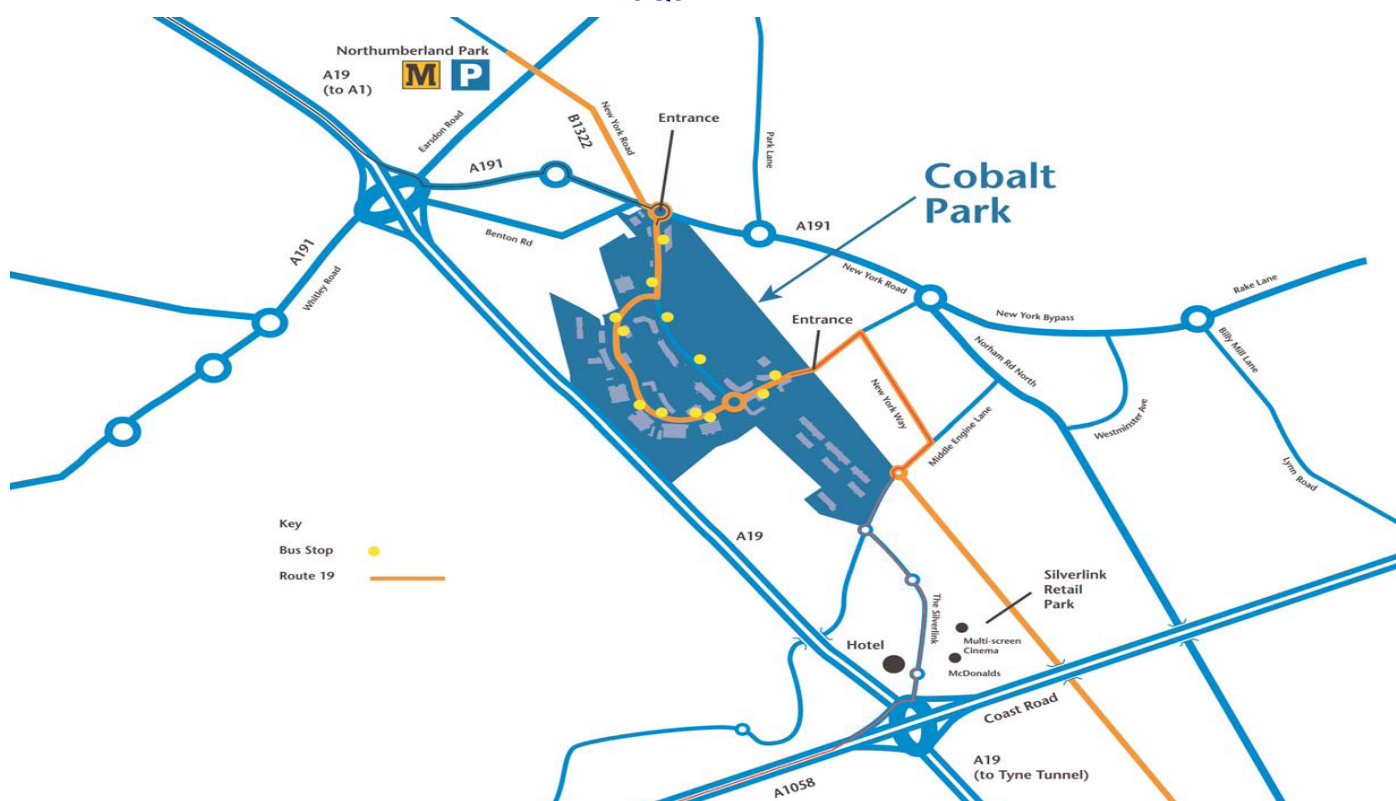 Northumberland Park
M P
A19
(to A1)
Earsdon Road
B1322
New York Road
Entrance
Park Lane
A191
Cobalt
Park
A191
Benton Rd
A191
Whitley Road
New York Road
Rake Lane
New York Bypass
Entrance
Billy Mill Lane
Norham Rd North
New York Way
Westminster Ave
Middle Engine Lane
Lynn Road
Key
Bus Stop
Route 19
A19
Silverlink
Retail
Park
The Silverlink
Hotel
Multi-screen
Cinema
McDonalds
Coast Road
A19
(to Tyne Tunnel)
A1058